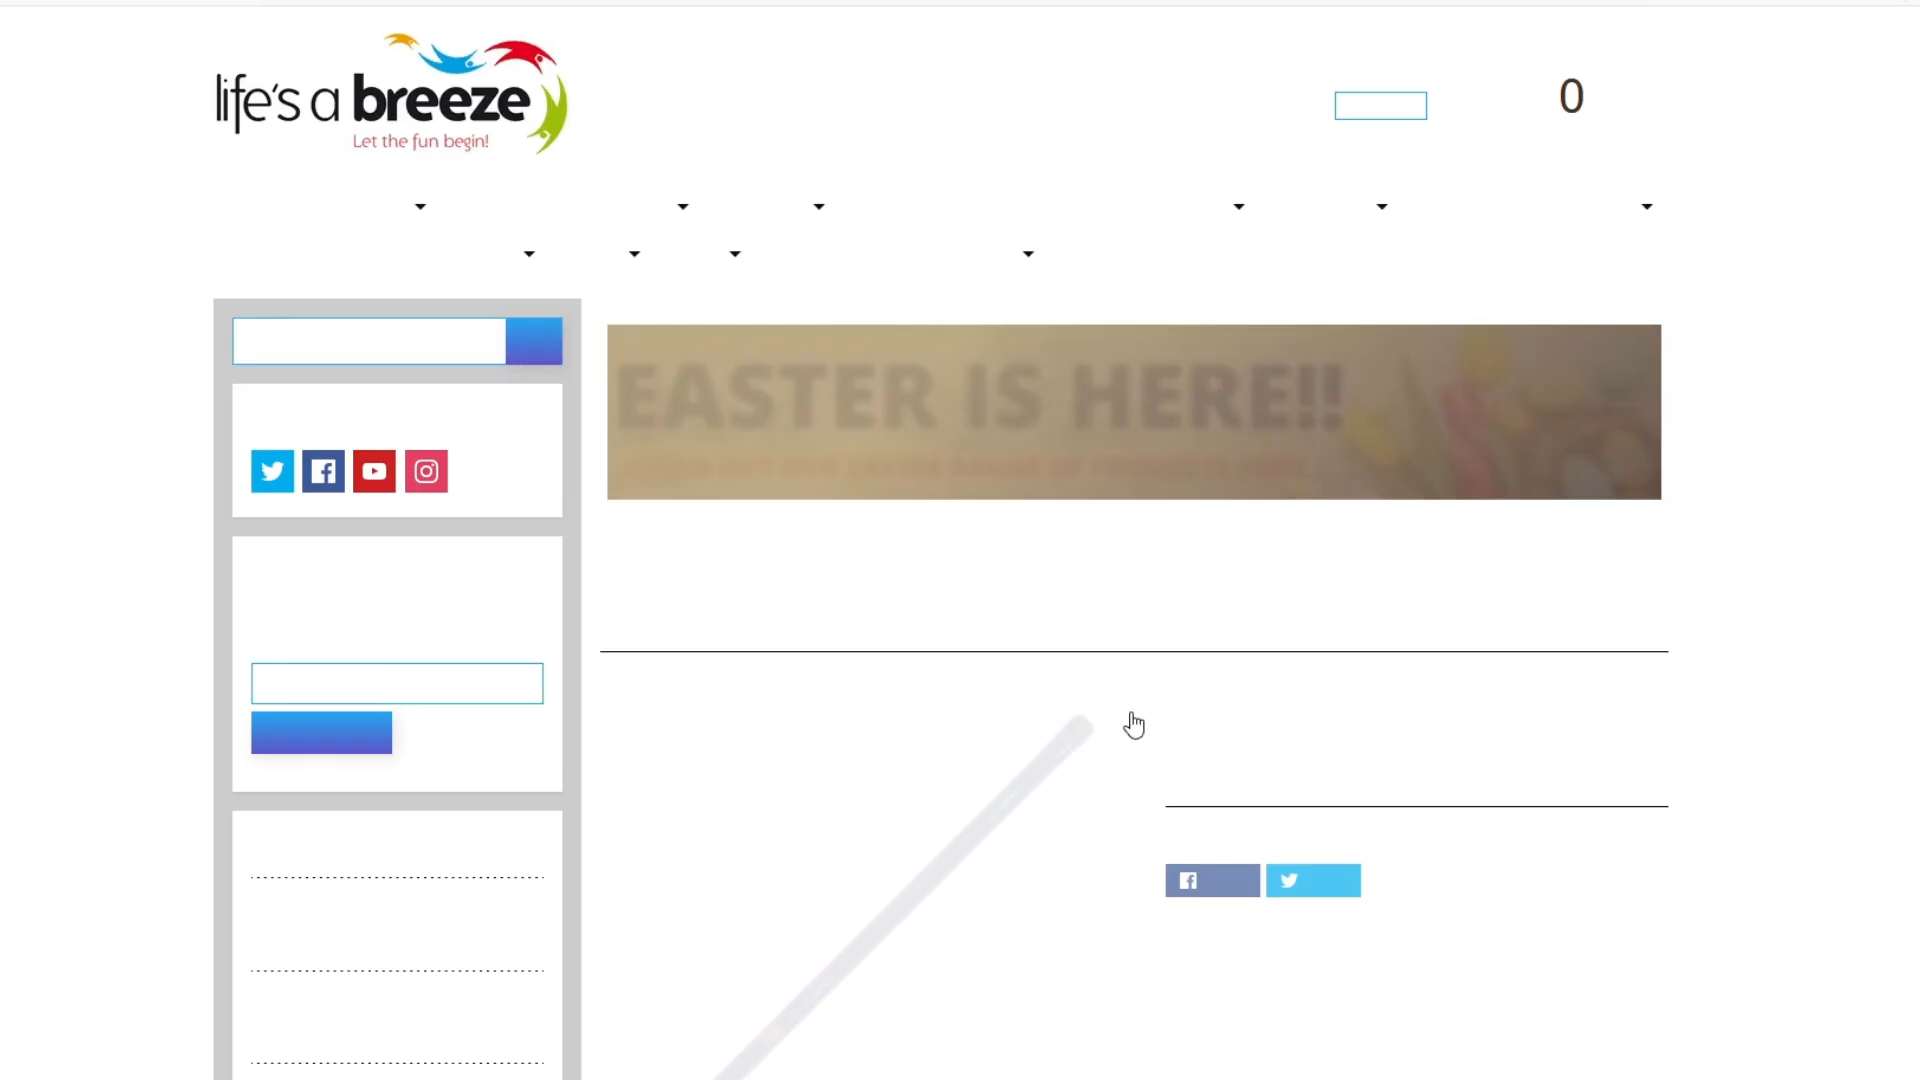 life's a breeze
Let the fun begin!
0
EASTER IS HERE!!